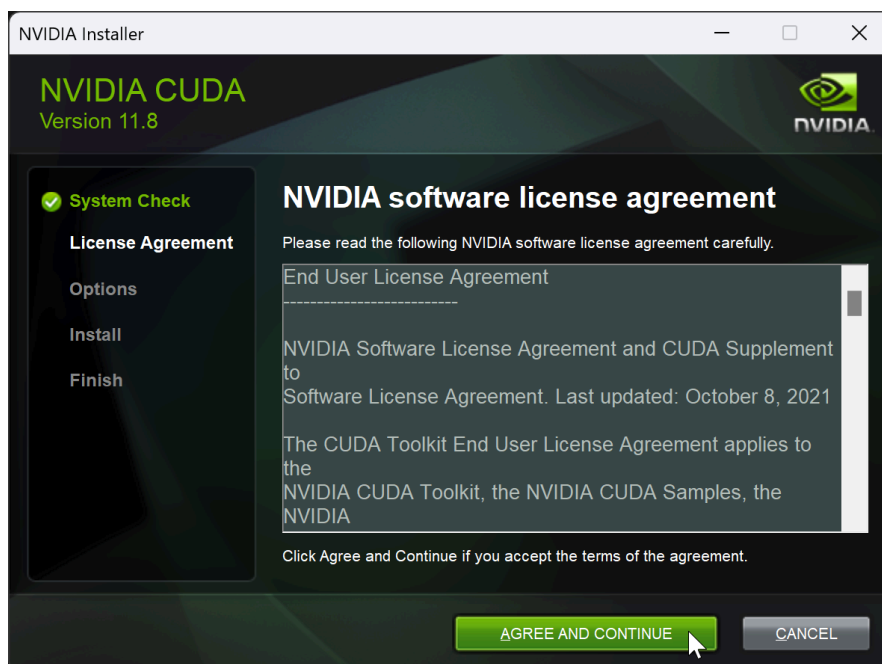 NVIDIA Installer
NVIDIA CUDA
Version 11.8
NVIDIA.
System Check
License Agreement
Options
Install
Finish
NVIDIA software license agreement
Please read the following NVIDIA software license agreement carefully.
End User License Agreement
--------------------------
NVIDIA Software License Agreement and CUDA Supplement
to
Software License Agreement. Last updated: October 8, 2021
The CUDA Toolkit End User License Agreement applies to
the
NVIDIA CUDA Toolkit, the NVIDIA CUDA Samples, the
NVIDIA
Click Agree and Continue if you accept the terms of the agreement.
AGREE AND CONTINUE
CANCEL